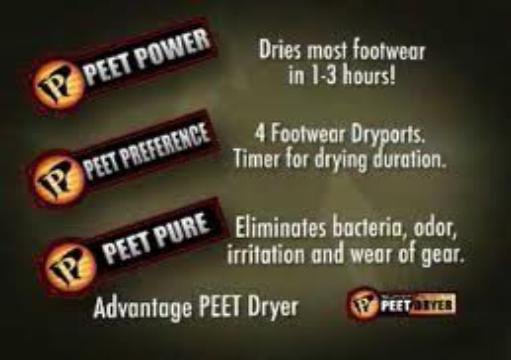 PEET POWER
Dries most footwear
in 1-3 hours!
PEET PREFERENCE
4 Footwear Dryports.
Timer for drying duration.
PEET PURE
Eliminates bacteria, odor,
irritation and wear of gear.
Advantage PEET Dryer
PEET DRYER